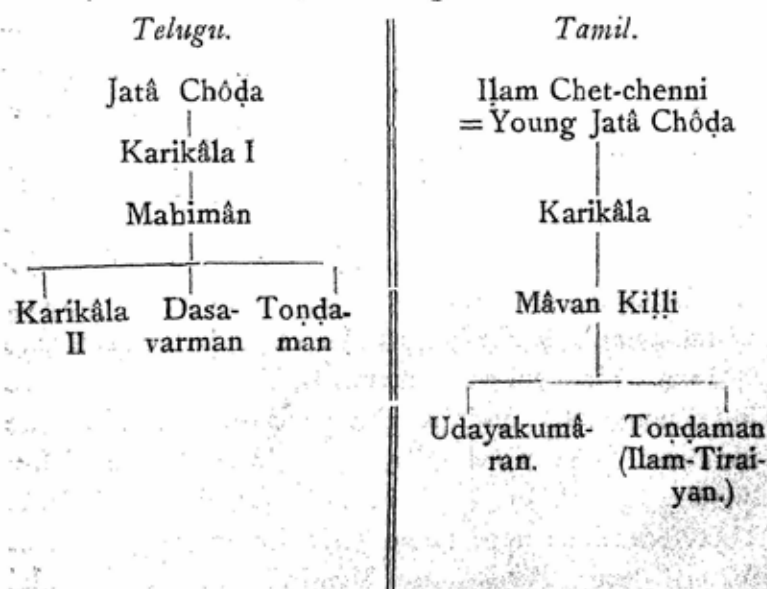 Telugu.
Jatâ Chôḍa
Karikâla I
Mahimân
Karikâla Dasa- Toṇḍa-
II varman man
Tamil.
Iḷam Chet-chenni
= Young Jatâ Chôḍa
Karikâla
Mâvan Kiḷḷi
Udayakumâ- Toṇḍaman
ran. (Ilam-Tirai-
yan.)